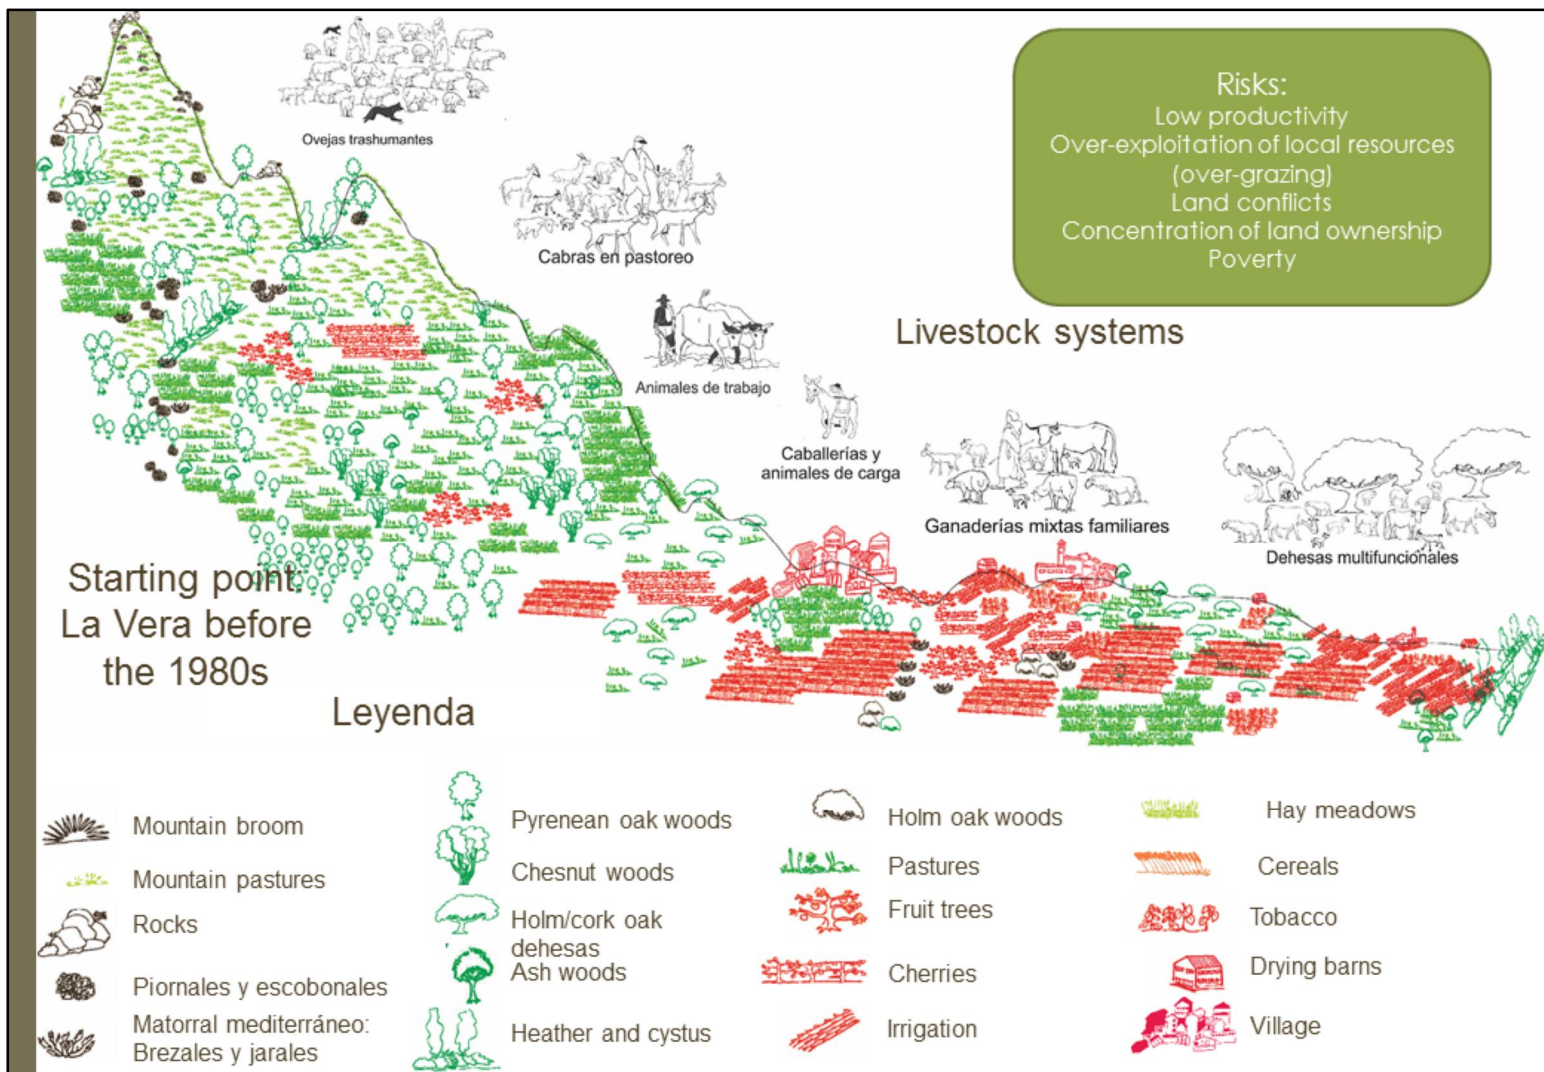 Ovejas trashumantes
Cabras en pastoreo
Animales de trabajo
Caballerías y
animales de carga
Ganaderías mixtas familiares
Dehesas multifuncionales
Risks:
Low productivity
Over-exploitation of local resources
(over-grazing)
Land conflicts
Concentration of land ownership
Poverty
Livestock systems
Starting point:
La Vera before
the 1980s
Leyenda
Mountain broom
Mountain pastures
Rocks
Piornales y escobonales
Matorral mediterráneo:
Brezales y jarales
Pyrenean oak woods
Chesnut woods
Holm/cork oak
dehesas
Ash woods
Heather and cystus
Holm oak woods
Pastures
Fruit trees
Cherries
Irrigation
Hay meadows
Cereals
Tobacco
Drying barns
Village